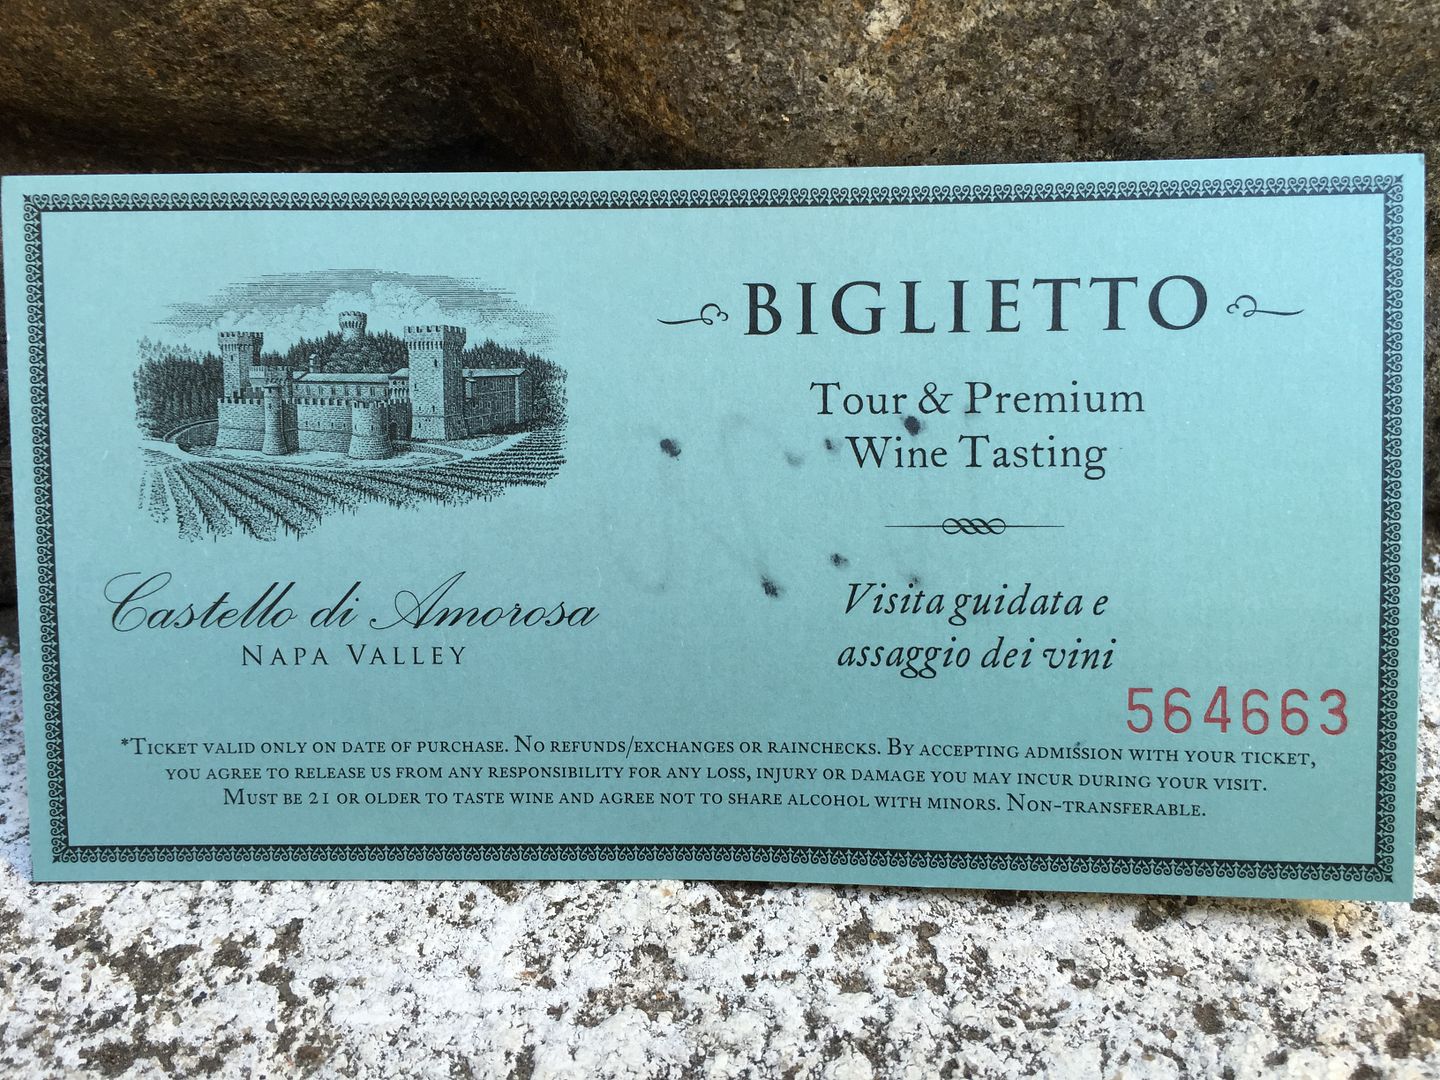 BIGLIETTO
Tour & Premium
Wine Tasting
Visita guidata e
assaggio dei vini
Castello di Amorosa
NAPA VALLEY
564663
*TICKET VALID ONLY ON DATE OF PURCHASE. NO REFUNDS/EXCHANGES OR RAINCHECKS. BY ACCEPTING ADMISSION WITH YOUR TICKET,
YOU AGREE TO RELEASE US FROM ANY RESPONSIBILITY FOR ANY LOSS, INJURY OR DAMAGE YOU MAY INCUR DURING YOUR VISIT.
MUST BE 21 OR OLDER TO TASTE WINE AND AGREE NOT TO SHARE ALCOHOL WITH MINORS. NON-TRANSFERABLE.